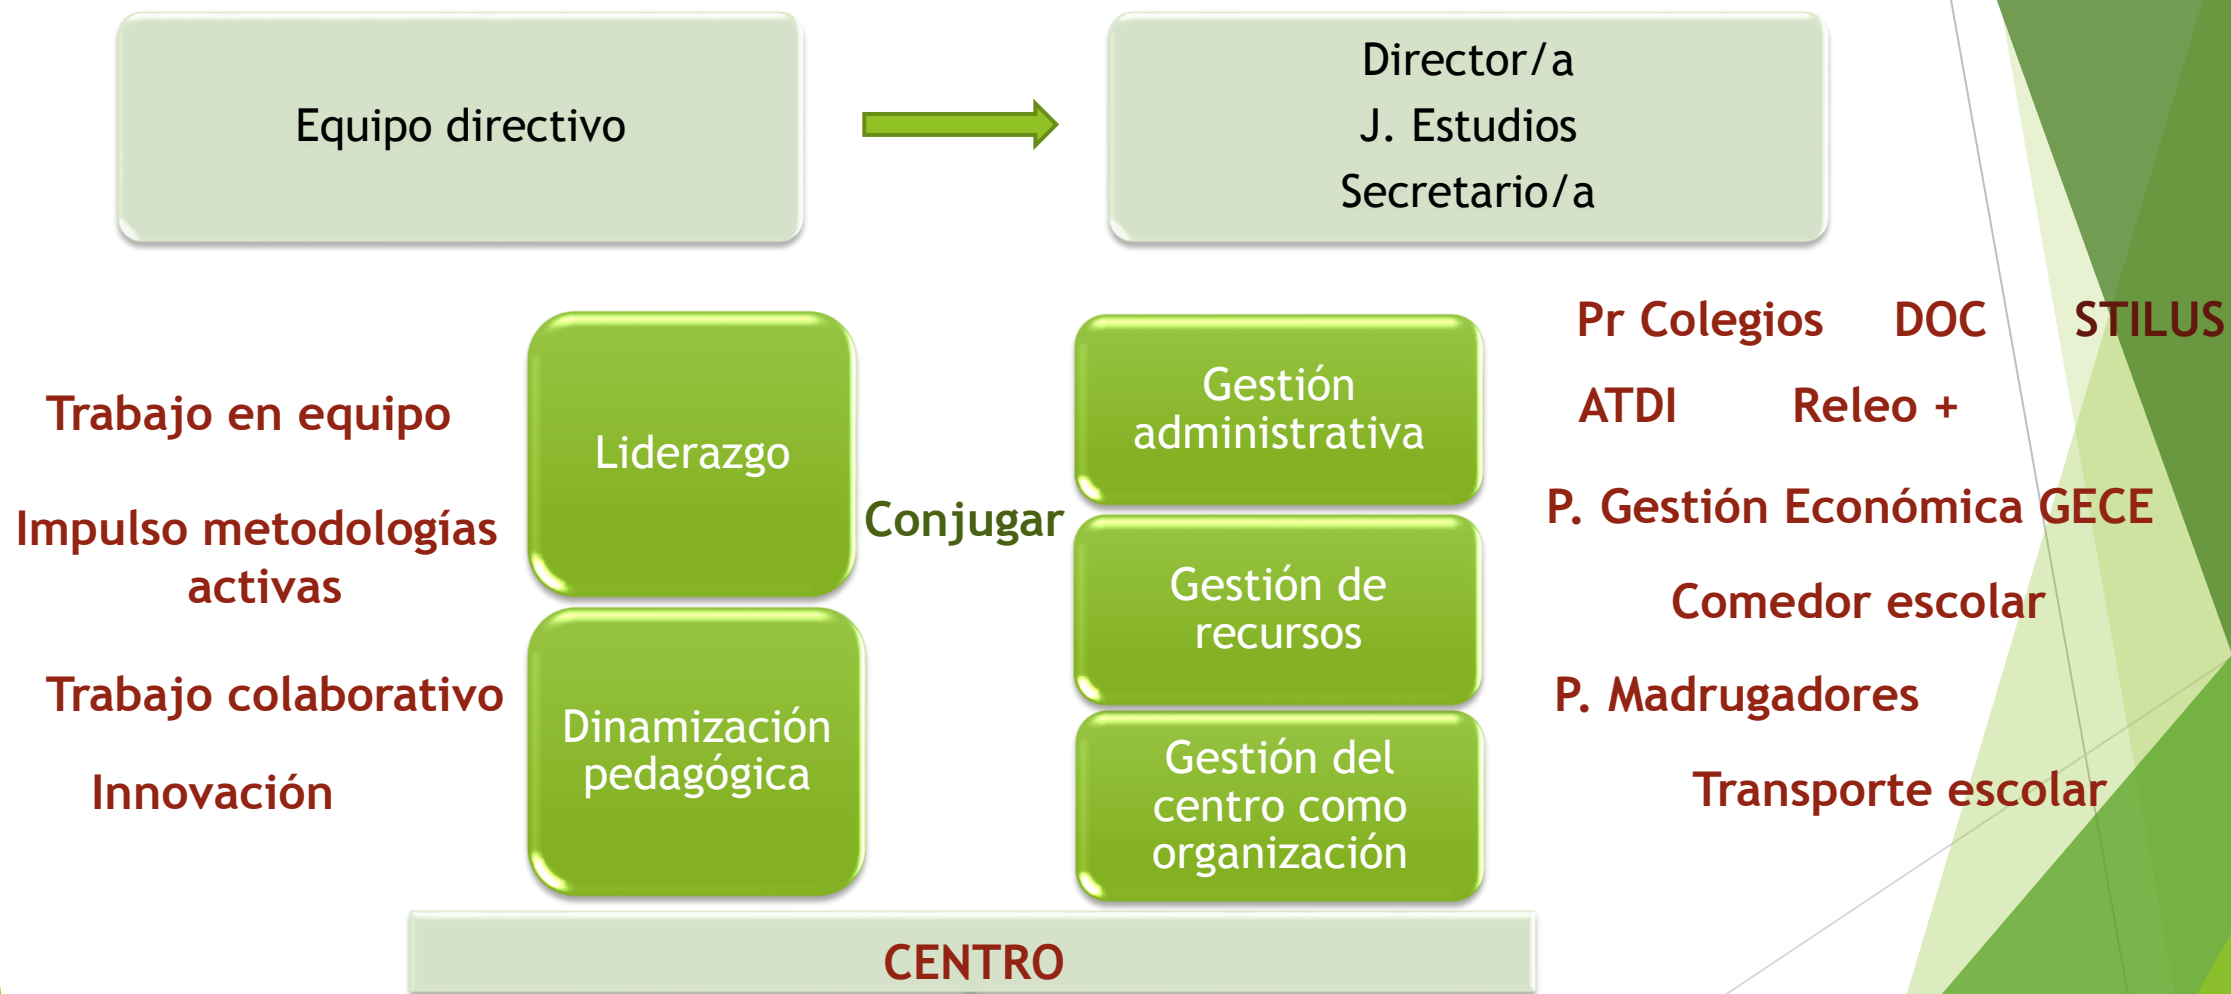 Equipo directivo
Director/a
J. Estudios
Secretario/a
Trabajo en equipo
Impulso metodologías
activas
Trabajo colaborativo
Innovación
Liderazgo
Dinamización
pedagógica
Conjugar
Gestión
administrativa
Gestión de
recursos
Gestión del
centro como
organización
Pr Colegios DOC STILUS
ATDI Releo +
P. Gestión Económica GECE
Comedor escolar
P. Madrugadores
Transporte escolar
CENTRO